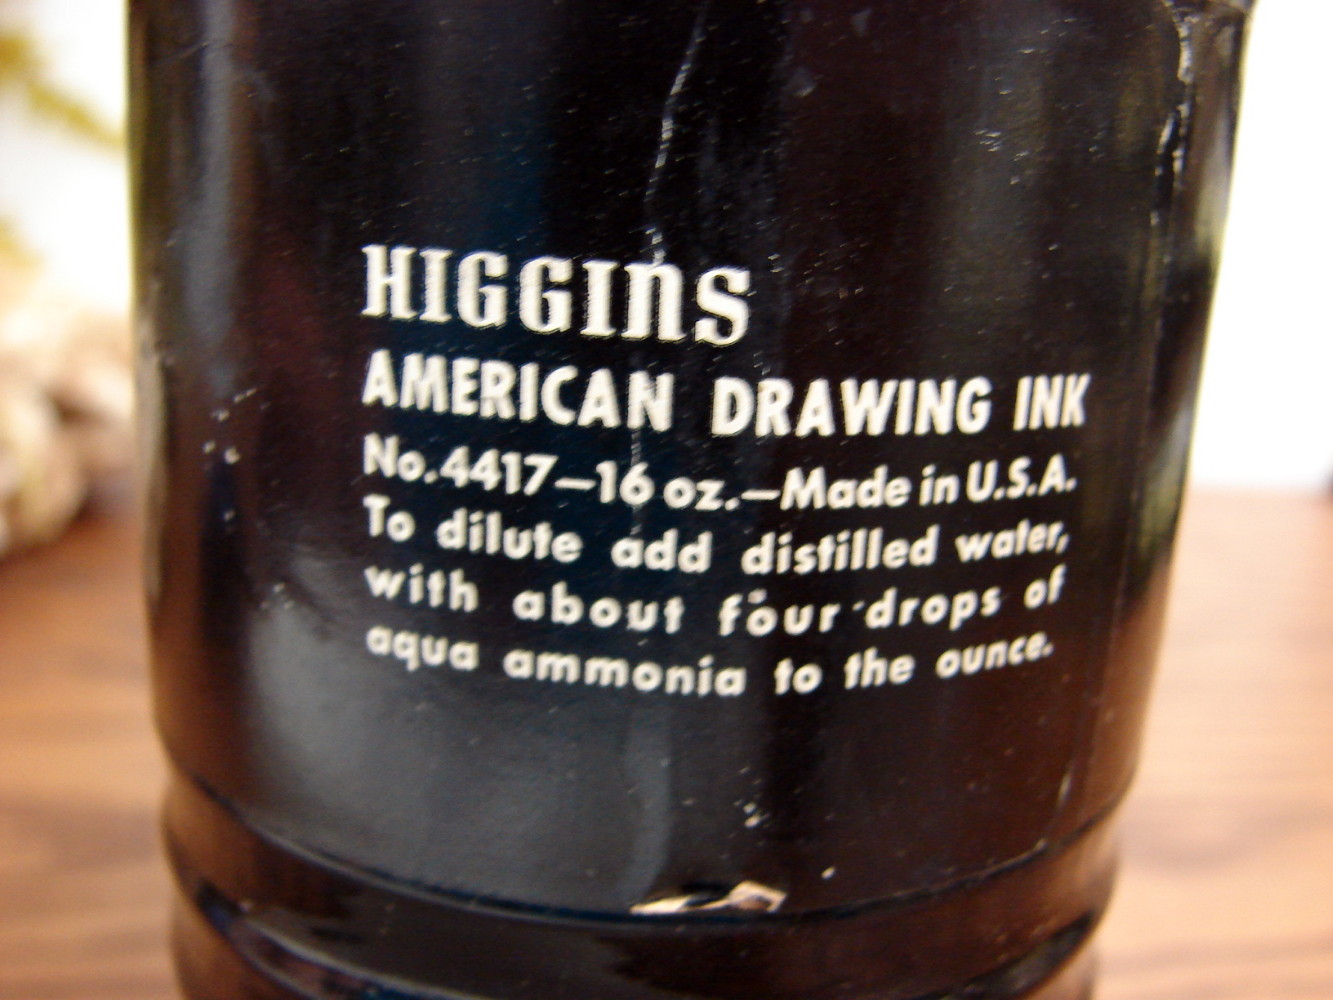 HIGGINS
AMERICAN DRAWING INK
No.4417—16 oz.—Made in U.S.A.
To dilute add distilled water,
with about four drops of
aqua ammonia to the ounce.